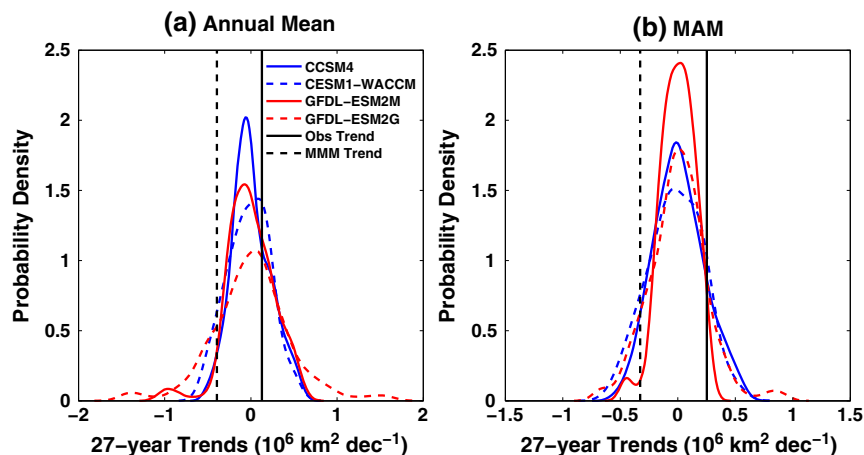 (a) Annual Mean
2.5
2
1.5
1
0.5
0
Probability Density
−2
−1
0
1
2
27−year Trends (10⁶ km² dec⁻¹)
CCSM4
CESM1−WACCM
GFDL−ESM2M
GFDL−ESM2G
Obs Trend
MMM Trend
(b) MAM
2.5
2
1.5
1
0.5
0
Probability Density
−1.5
−1
−0.5
0
0.5
1
1.5
27−year Trends (10⁶ km² dec⁻¹)